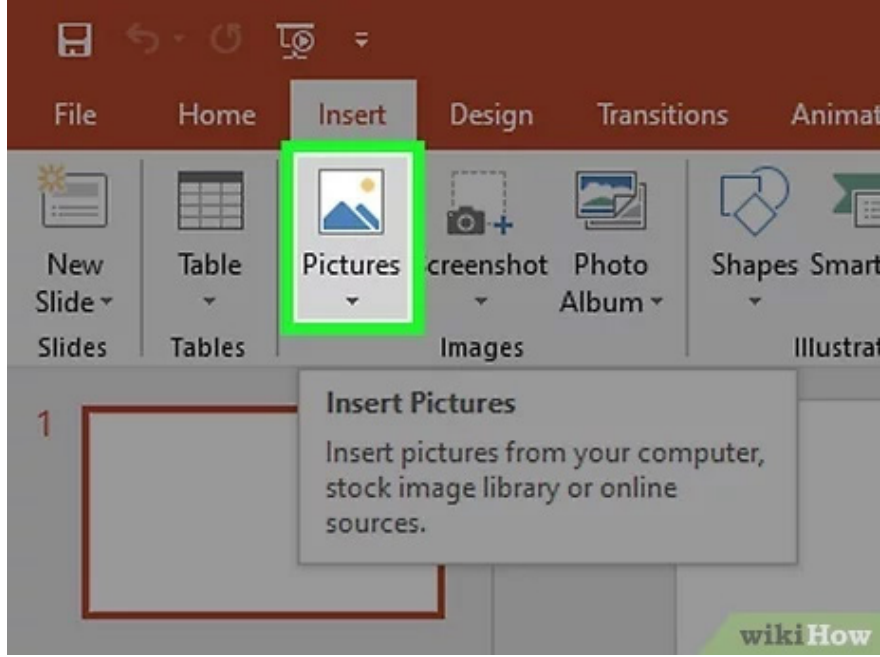 File Home Insert Design Transitions Animat
New Table Pictures creenshot Photo Shapes Smart
Slide Album
Slides Tables Images Illustrat
1
Insert Pictures
Insert pictures from your computer,
stock image library or online
sources.
wikiHow